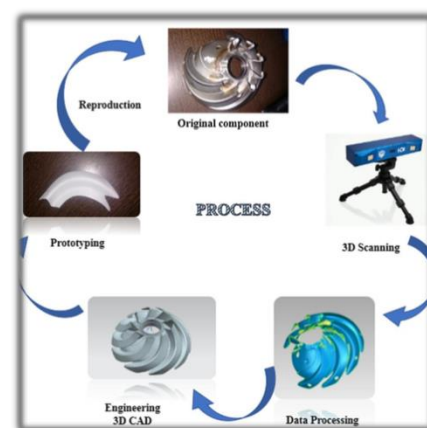 Reproduction
Original component
PROCESS
3D Scanning
Prototyping
Engineering
3D CAD
Data Processing